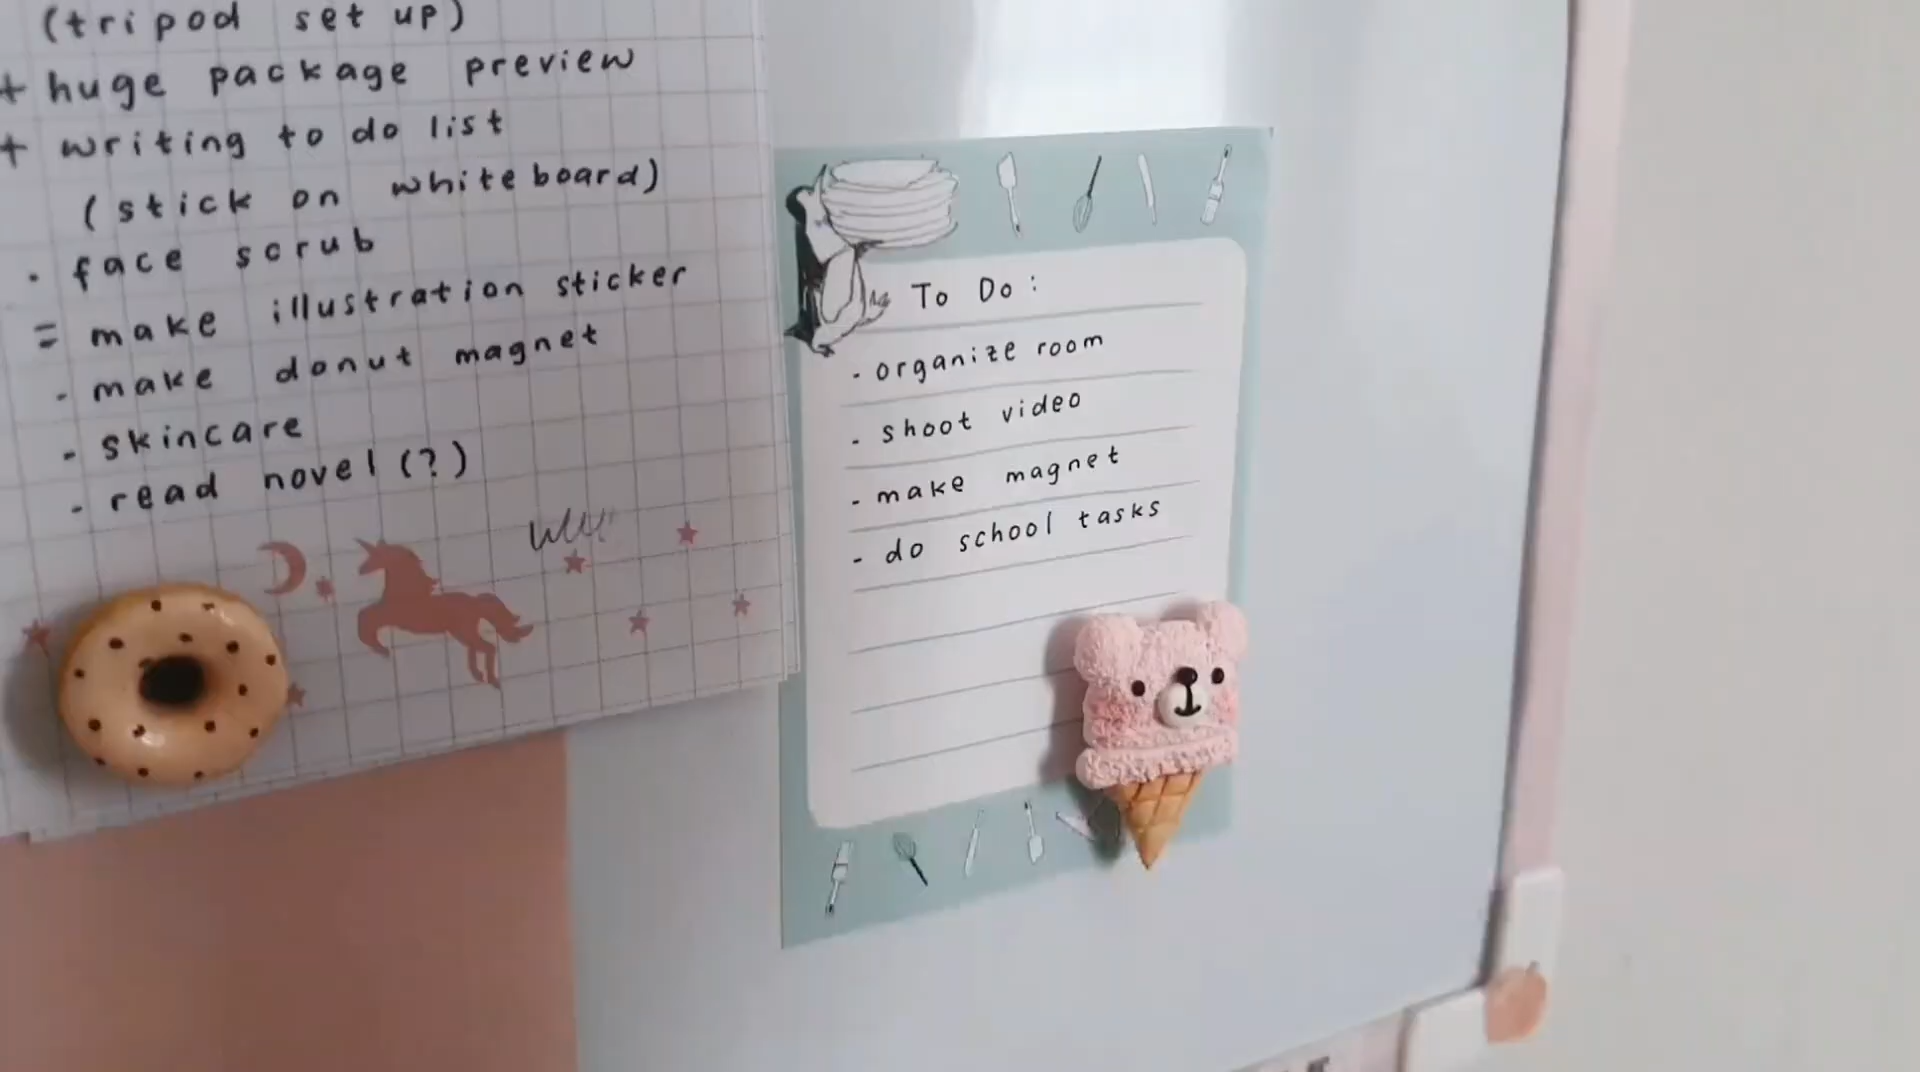 (tripod set up)
+ huge package preview
+ writing to do list
(stick on whiteboard)
· face scrub
= make illustration sticker
- make donut magnet
- skincare
- read novel (?)
To Do :
- organize room
- shoot video
- make magnet
- do school tasks